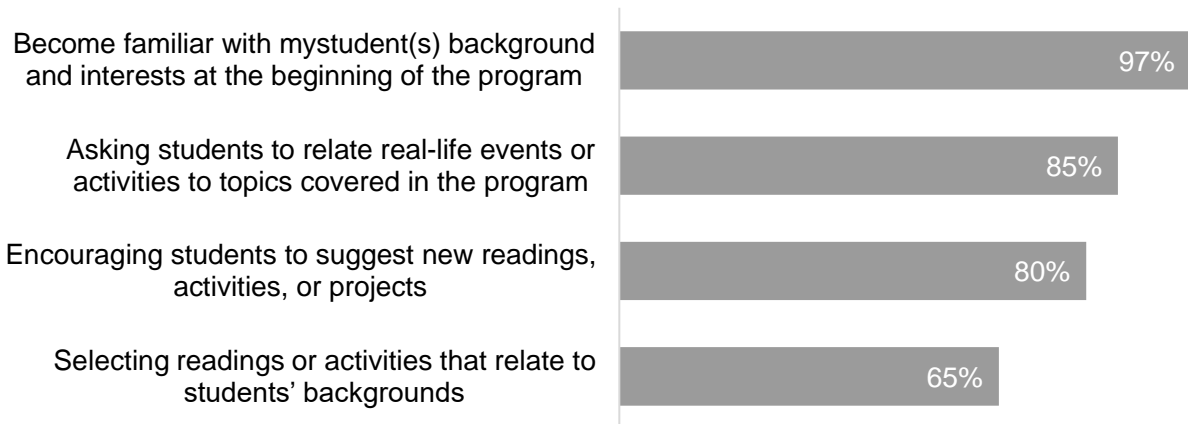 Become familiar with mystudent(s) background
and interests at the beginning of the program
97%
Asking students to relate real-life events or
activities to topics covered in the program
85%
Encouraging students to suggest new readings,
activities, or projects
80%
Selecting readings or activities that relate to
students’ backgrounds
65%